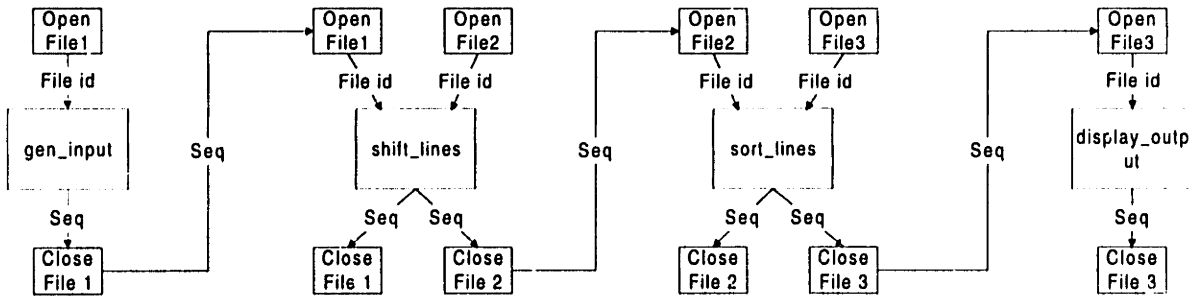 Open
File1
Open
File1
Open
File2
Open
File2
Open
File3
Open
File3
File id
File id
File id
File id
File id
File id
gen_input
Seq
shift_lines
Seq
sort_lines
Seq
display_outp
ut
Seq
Seq
Seq
Seq
Seq
Seq
Close
File 1
Close
File 1
Close
File 2
Close
File 2
Close
File 3
Close
File 3